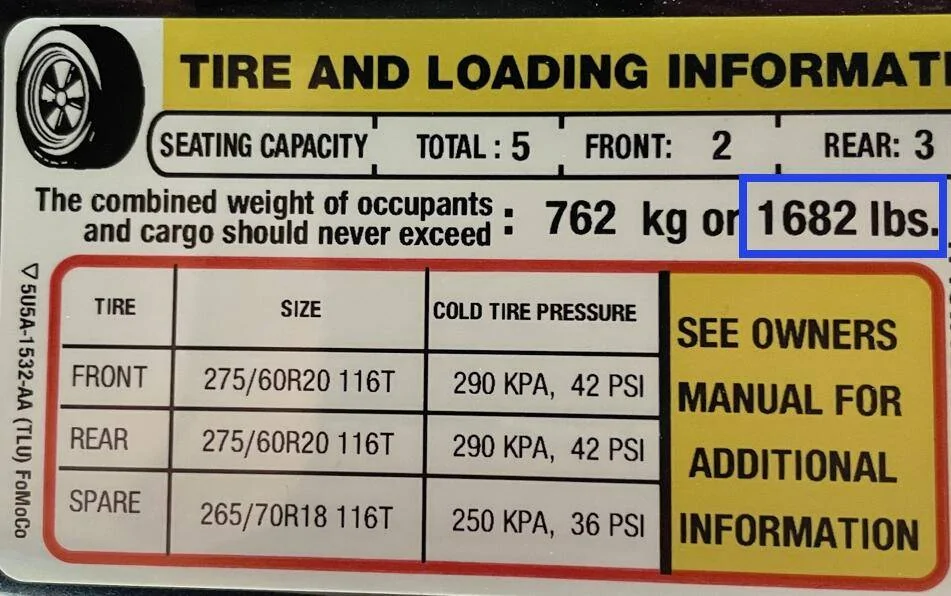 TIRE AND LOADING INFORMATI
SEATING CAPACITY TOTAL : 5 FRONT: 2 REAR: 3
The combined weight of occupants
and cargo should never exceed : 762 kg or 1682 lbs.
TIRE SIZE COLD TIRE PRESSURE
FRONT 275/60R20 116T 290 KPA, 42 PSI
REAR 275/60R20 116T 290 KPA, 42 PSI
SPARE 265/70R18 116T 250 KPA, 36 PSI
SEE OWNERS
MANUAL FOR
ADDITIONAL
INFORMATION
5U5A-1532-AA (TLU) FoMoCo